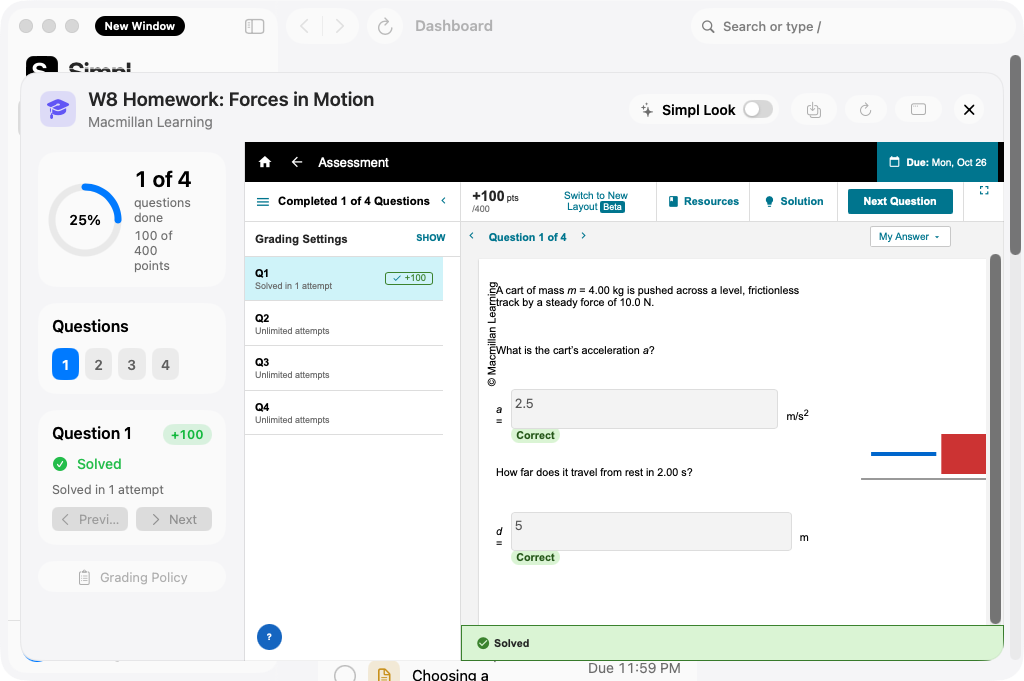 New Window
Dashboard
Search or type /
Simpl
W8 Homework: Forces in Motion
Macmillan Learning
Simpl Look
25%
1 of 4
questions
done
100 of
400
points
Questions
1 2 3 4
Question 1
+100
Solved
Solved in 1 attempt
Previ...
Next
Grading Policy
Assessment
Due: Mon, Oct 26
Completed 1 of 4 Questions
+100 pts
/400
Switch to New
Layout Beta
Resources
Solution
Next Question
Grading Settings
SHOW
Q1
Solved in 1 attempt
+100
Q2
Unlimited attempts
Q3
Unlimited attempts
Q4
Unlimited attempts
?
Question 1 of 4
My Answer
© Macmillan Learning
A cart of mass m = 4.00 kg is pushed across a level, frictionless
track by a steady force of 10.0 N.
What is the cart's acceleration a?
a
=
2.5
m/s²
Correct
How far does it travel from rest in 2.00 s?
d
=
5
m
Correct
Solved
Choosing a
Due 11:59 PM